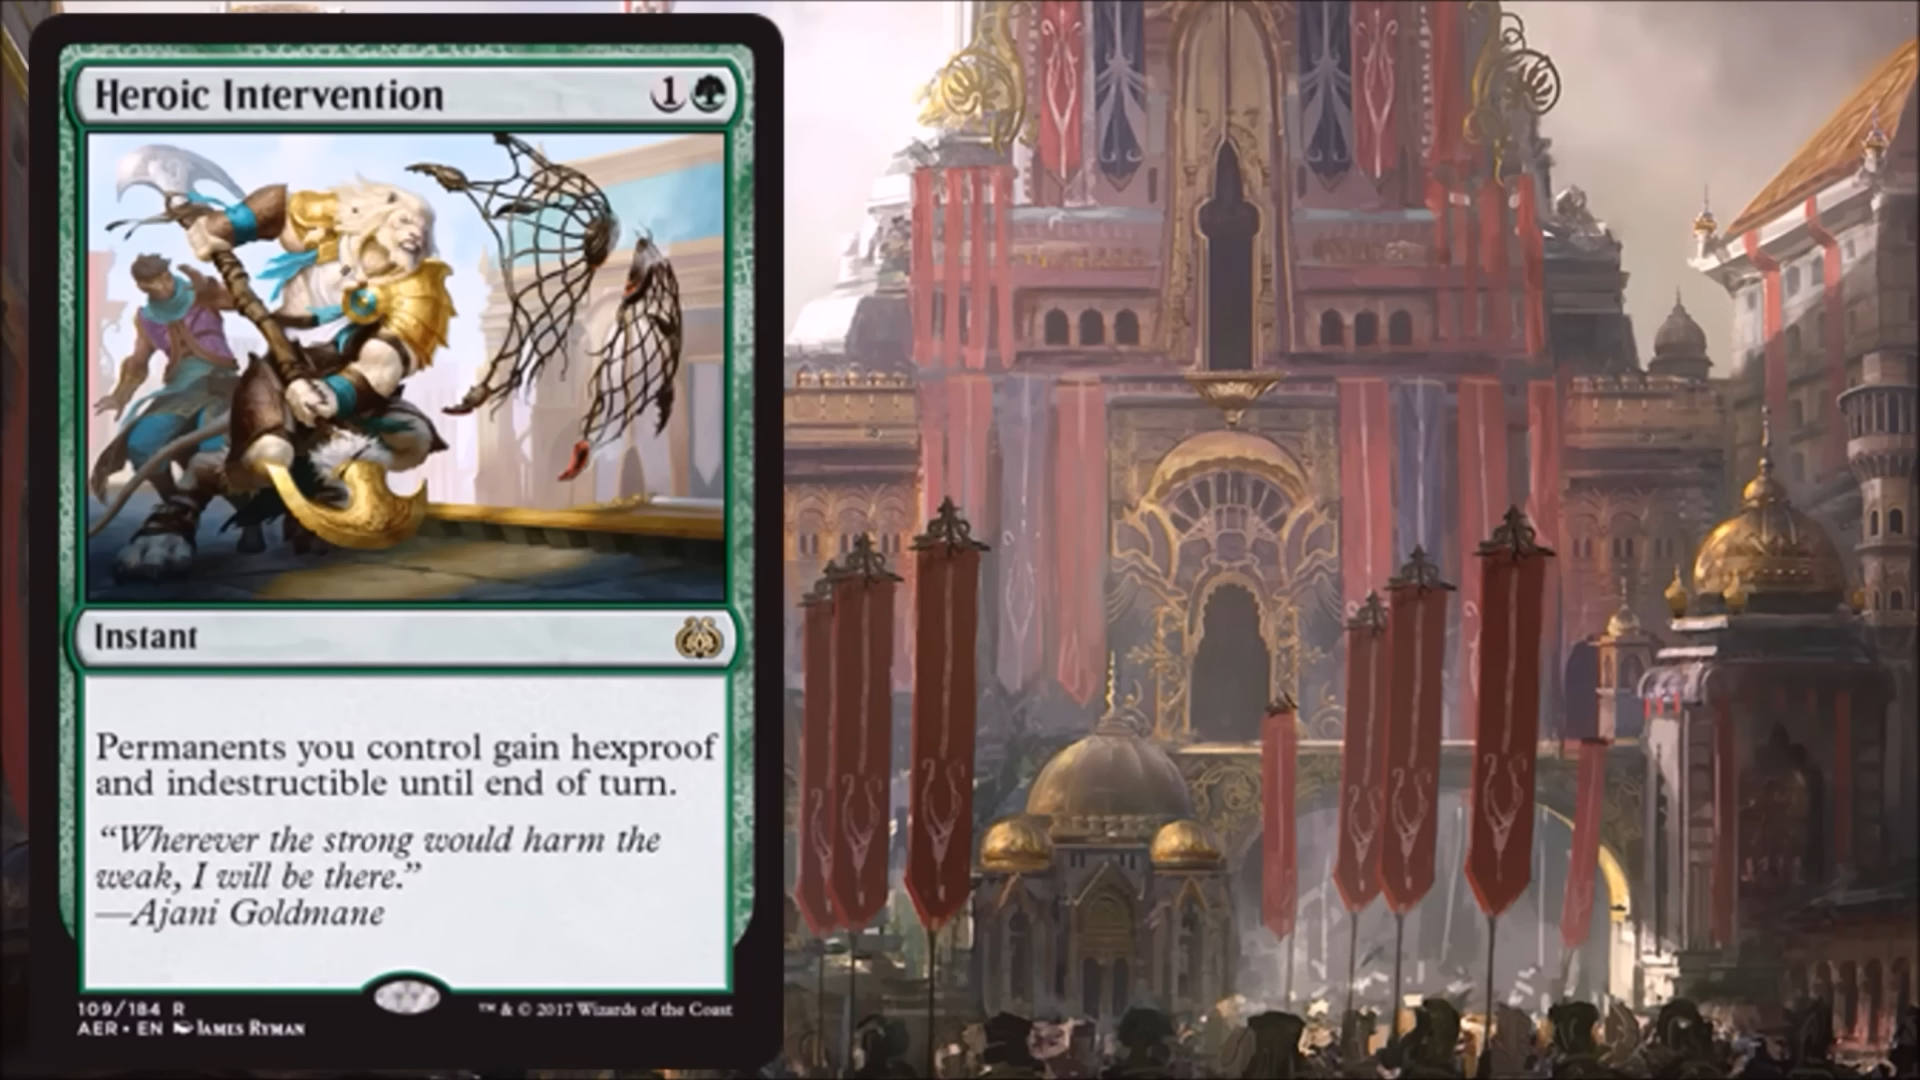 Heroic Intervention 1
Instant
Permanents you control gain hexproof
and indestructible until end of turn.
“Wherever the strong would harm the
weak, I will be there.”
—Ajani Goldmane
109/184 R
AER • EN James Ryman
™ & © 2017 Wizards of the Coast